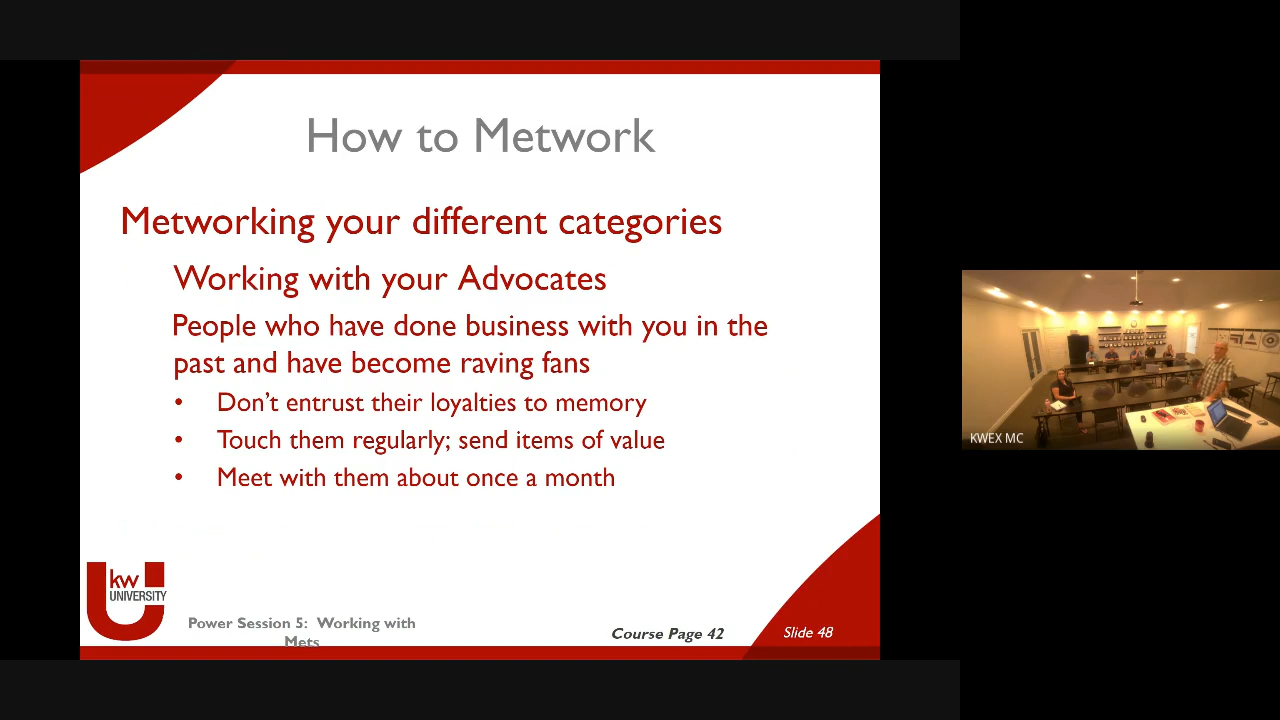 How to Metwork
Metworking your different categories
Working with your Advocates
People who have done business with you in the
past and have become raving fans
• Don't entrust their loyalties to memory
• Touch them regularly; send items of value
• Meet with them about once a month
kw
UNIVERSITY
Power Session 5: Working with
Mets
Course Page 42
Slide 48
KWEX MC